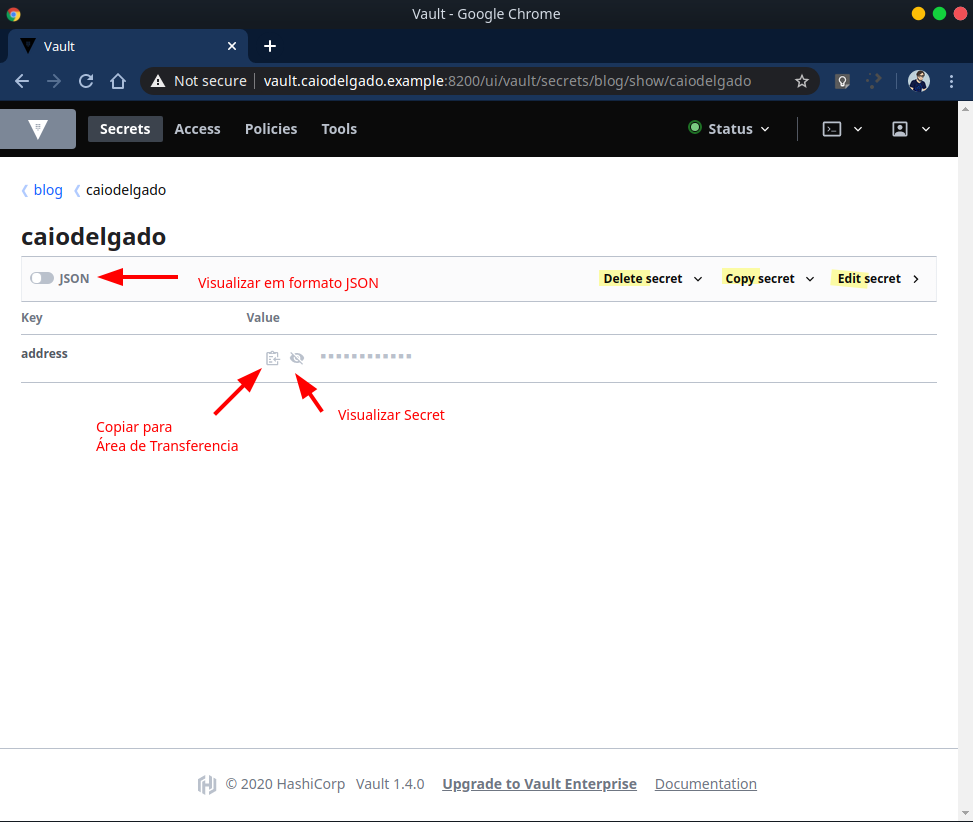 Vault - Google Chrome
Vault
Not secure vault.caiodelgado.example:8200/ui/vault/secrets/blog/show/caiodelgado
Secrets Access Policies Tools Status
blog caiodelgado
caiodelgado
JSON Visualizar em formato JSON Delete secret Copy secret Edit secret
Key Value
address
Visualizar Secret
Copiar para
Área de Transferencia
© 2020 HashiCorp Vault 1.4.0 Upgrade to Vault Enterprise Documentation